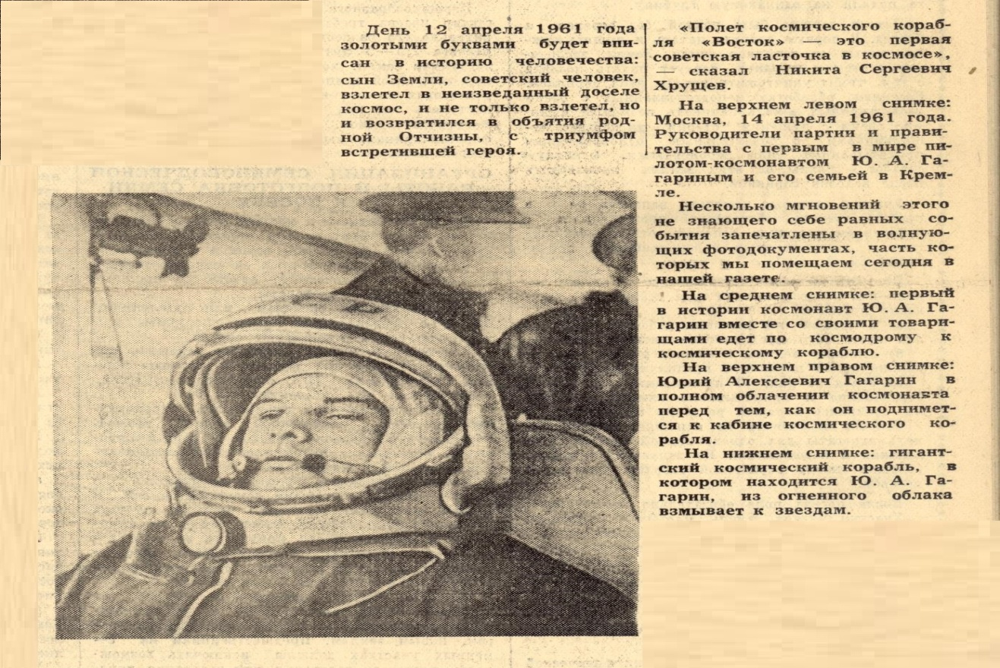 День 12 апреля 1961 года
золотыми буквами будет впи-
сан в историю человечества:
сын Земли, советский человек,
взлетел в неизведанный доселе
космос, и не только взлетел, но
и возвратился в объятия род-
ной Отчизны, с триумфом
встретившей героя.
«Полет космического кораб-
ля «Восток» — это первая
советская ласточка в космосе»,
— сказал Никита Сергеевич
Хрущев.
На верхнем левом снимке:
Москва, 14 апреля 1961 года.
Руководители партии и прави-
тельства с первым в мире пи-
лотом-космонавтом Ю. А. Га-
гариным и его семьей в Крем-
ле.
Несколько мгновений этого
не знающего себе равных со-
бытия запечатлены в волную-
щих фотодокументах, часть ко-
торых мы помещаем сегодня в
нашей газете.
На среднем снимке: первый
в истории космонавт Ю. А. Га-
гарин вместе со своими товари-
щами едет по космодрому к
космическому кораблю.
На верхнем правом снимке:
Юрий Алексеевич Гагарин в
полном облачении космонавта
перед тем, как он поднимет-
ся к кабине космического ко-
рабля.
На нижнем снимке: гигант-
ский космический корабль, в
котором находится Ю. А. Га-
гарин, из огненного облака
взмывает к звездам.